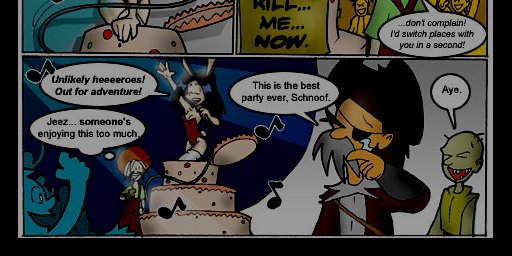 KILL...
ME...
NOW.
...don't complain!
I'd switch places with
you in a second!
Unlikely heeeeroes!
Out for adventure!
Jeez... someone's
enjoying this too much.
This is the best
party ever, Schnoof.
Aye.